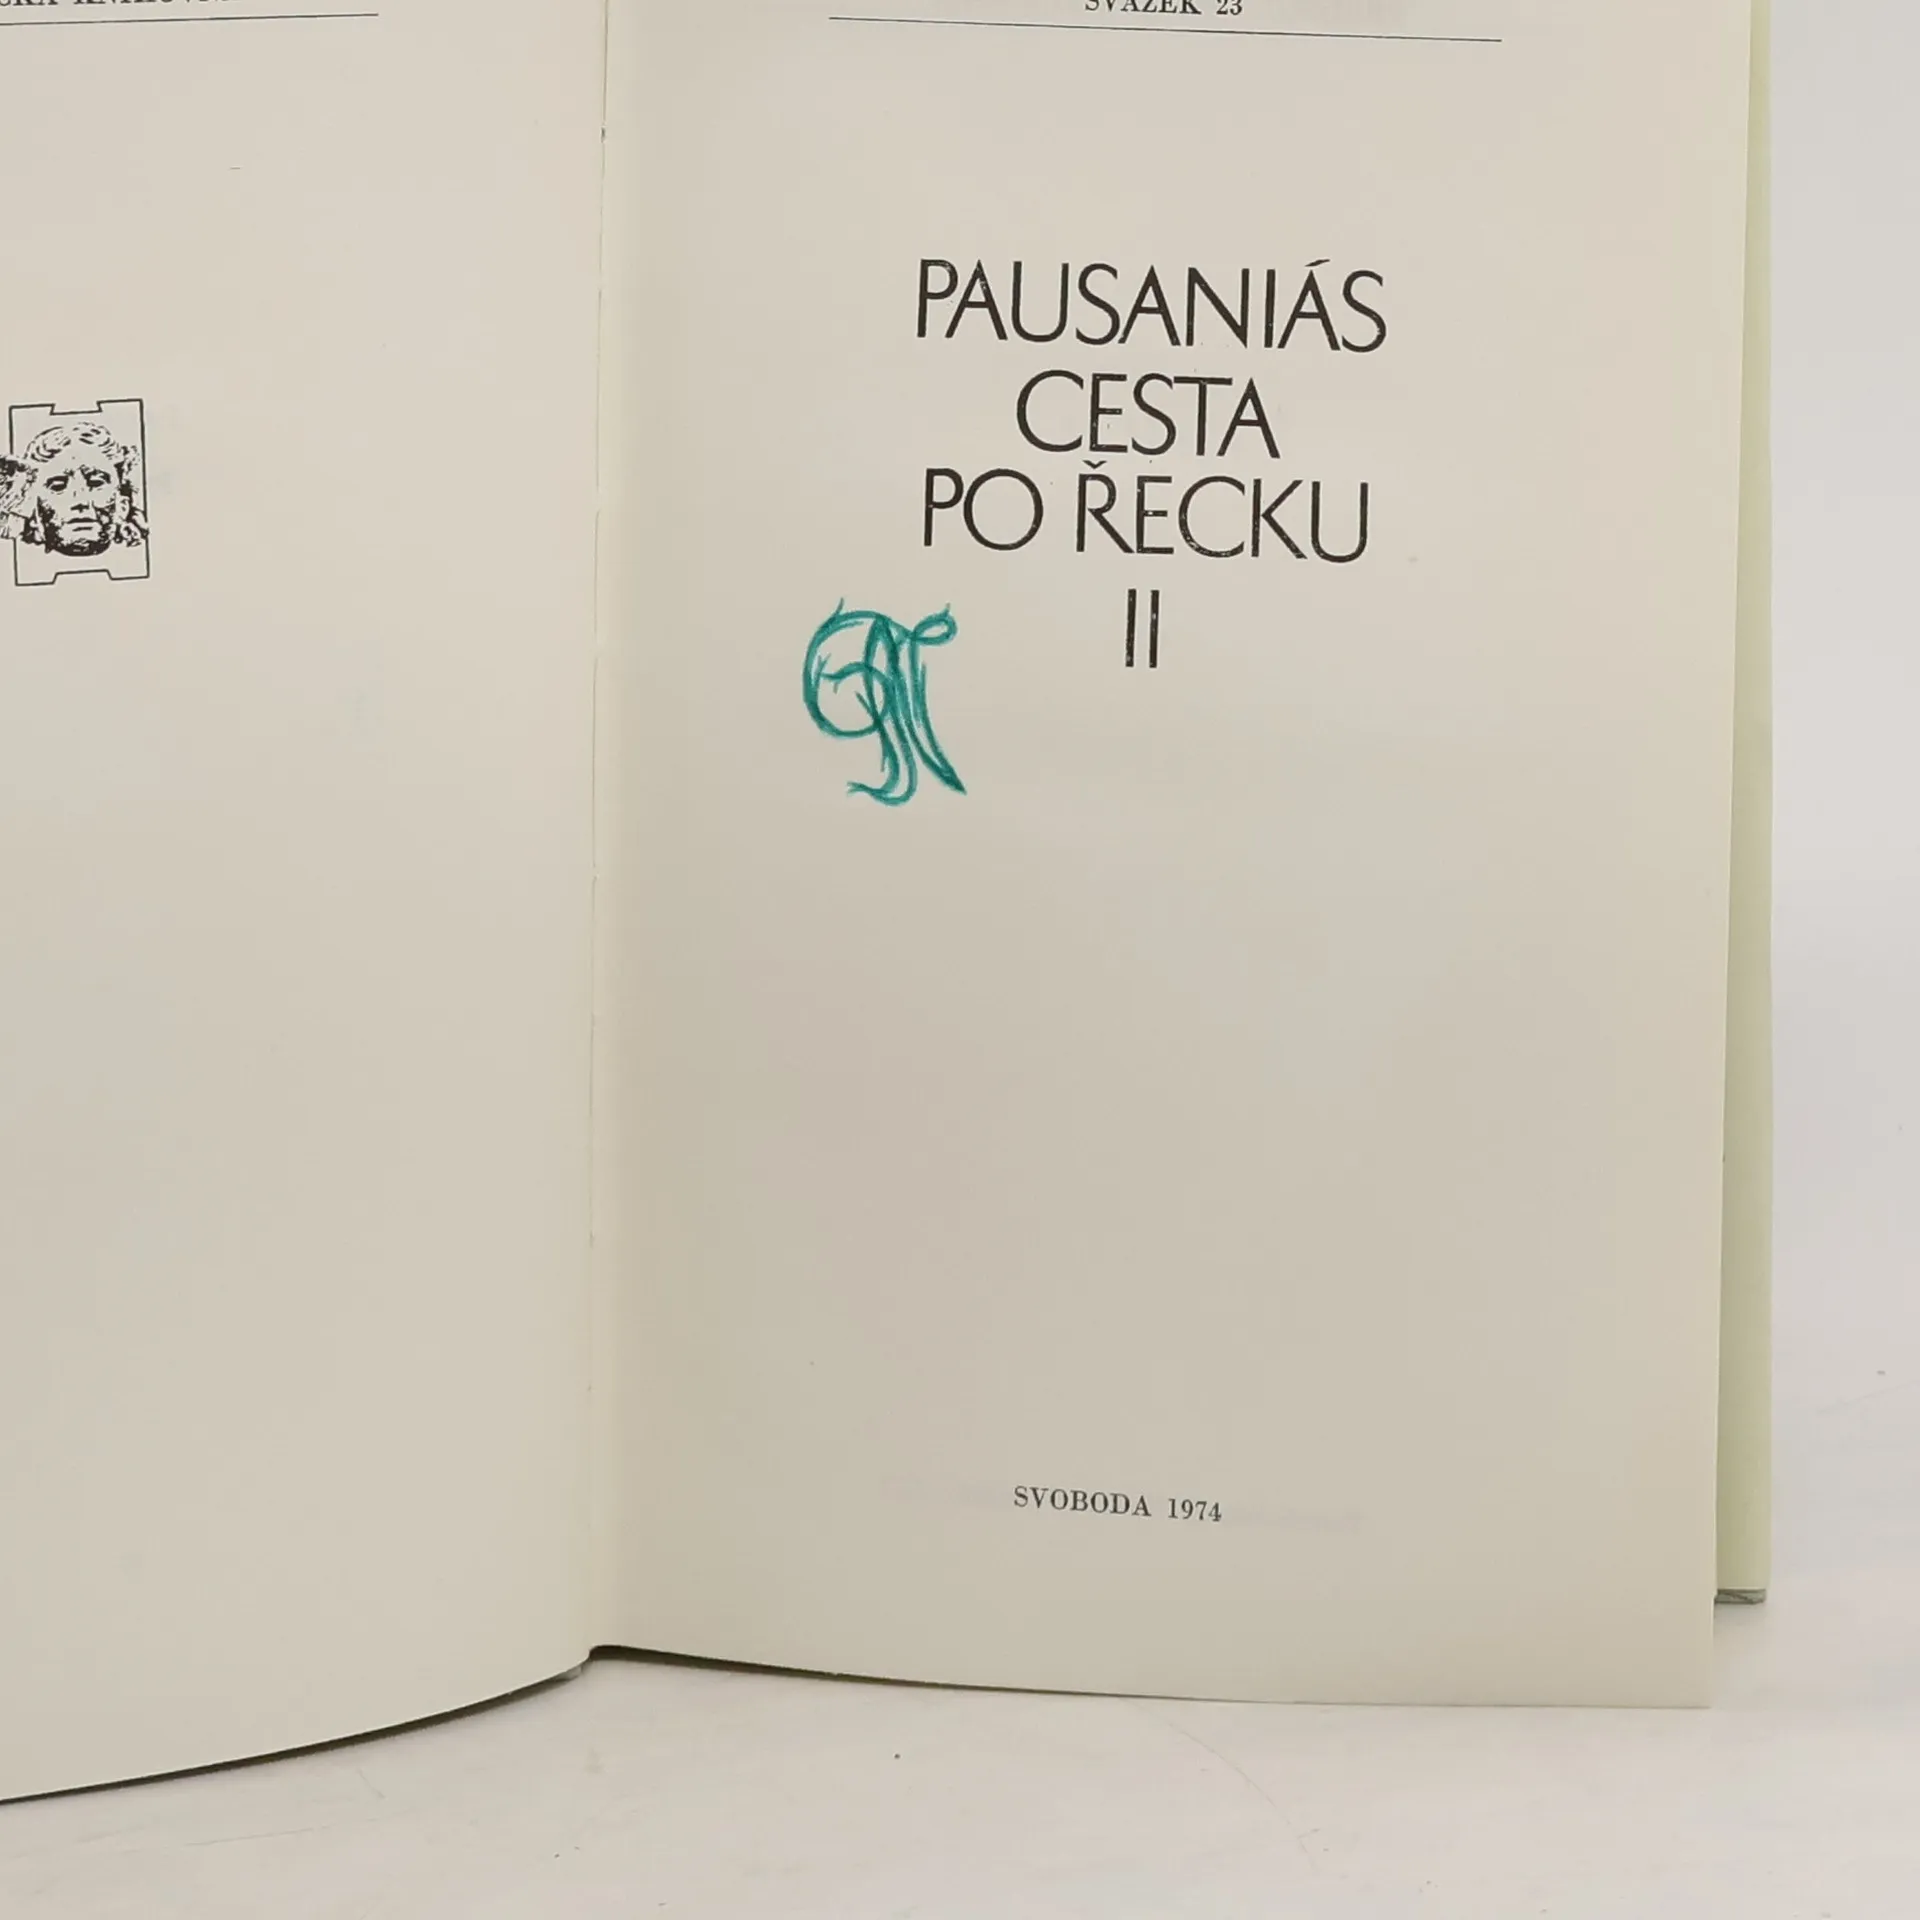 SVAZEK 23
PAUSANIÁS
CESTA
PO ŘECKU
II
SVOBODA 1974